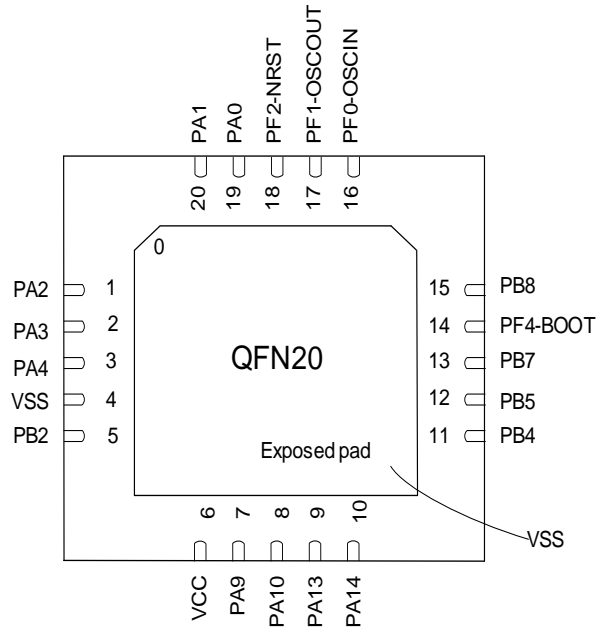 PA1
PA0
PF2-NRST
PF1-OSCOUT
PF0-OSCIN
20
19
18
17
16
0
PA2 1
PA3 2
PA4 3
VSS 4
PB2 5
QFN20
Exposed pad
15 PB8
14 PF4-BOOT
13 PB7
12 PB5
11 PB4
VSS
6
7
8
9
10
VCC
PA9
PA10
PA13
PA14